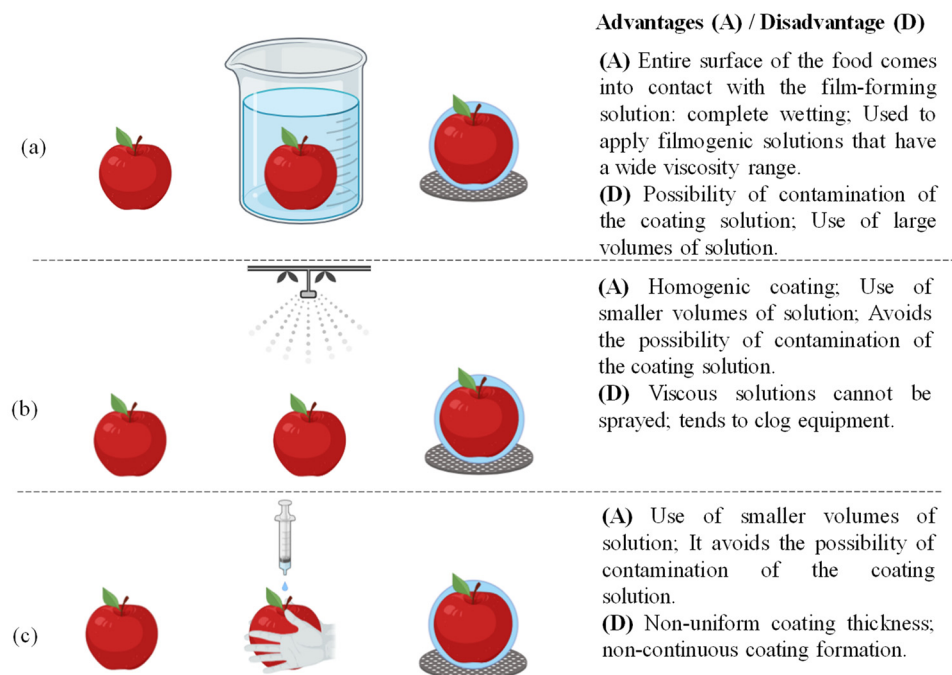 Advantages (A) / Disadvantage (D)
(a)
(A) Entire surface of the food comes
into contact with the film-forming
solution: complete wetting; Used to
apply filmogenic solutions that have
a wide viscosity range.
(D) Possibility of contamination of
the coating solution; Use of large
volumes of solution.
(b)
(A) Homogenic coating; Use of
smaller volumes of solution; Avoids
the possibility of contamination of
the coating solution.
(D) Viscous solutions cannot be
sprayed; tends to clog equipment.
(c)
(A) Use of smaller volumes of
solution; It avoids the possibility of
contamination of the coating
solution.
(D) Non-uniform coating thickness;
non-continuous coating formation.